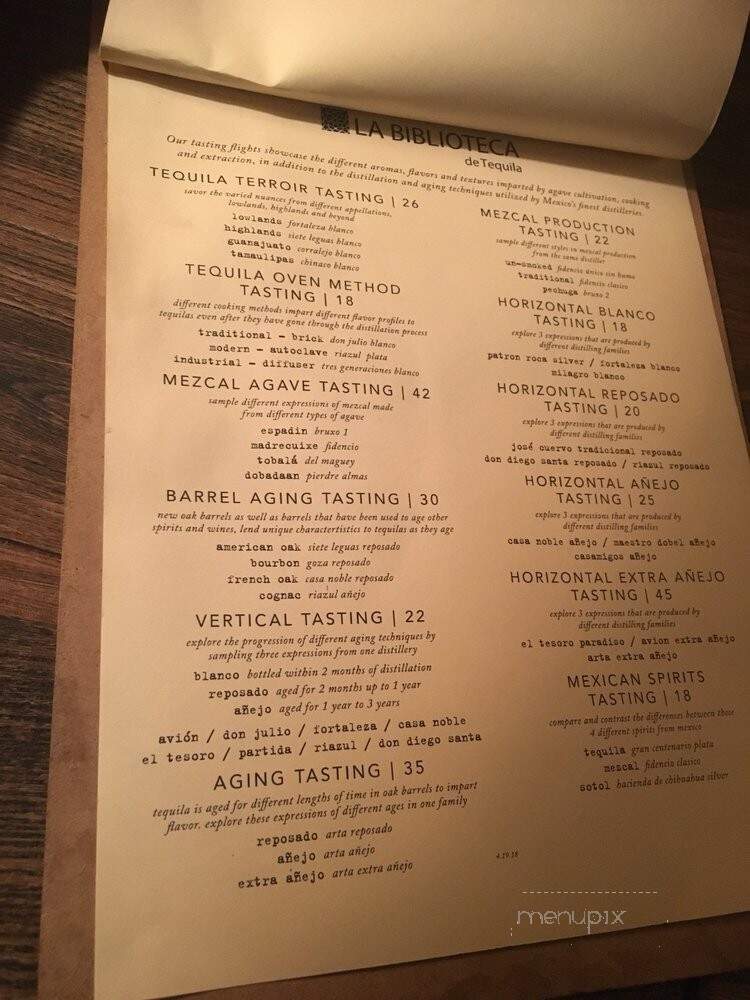 LA BIBLIOTECA
de Tequila
Our tasting flights showcase the different aromas, flavors and textures imparted by agave cultivation, cooking
and extraction, in addition to the distillation and aging techniques utilized by Mexico's finest distilleries.
TEQUILA TERROIR TASTING | 26
savor the varied nuances from different appellations,
lowlands, highlands and beyond
lowlands fortaleza blanco
highlands siete leguas blanco
guanajuato corralejo blanco
tamaulipas chinaco blanco
TEQUILA OVEN METHOD
TASTING | 18
different cooking methods impart different flavor profiles to
tequilas even after they have gone through the distillation process
traditional - brick don julio blanco
modern - autoclave riazul plata
industrial - diffuser tres generaciones blanco
MEZCAL AGAVE TASTING | 42
sample different expressions of mezcal made
from different types of agave
espadin bruxo 1
madrecuixe fidencio
tobalá del maguey
dobadaan pierdre almas
BARREL AGING TASTING | 30
new oak barrels as well as barrels that have been used to age other
spirits and wines, lend unique charactertistics to tequilas as they age
american oak siete leguas reposado
bourbon goza reposado
french oak casa noble reposado
cognac riazul añejo
VERTICAL TASTING | 22
explore the progression of different aging techniques by
sampling three expressions from one distillery
blanco bottled within 2 months of distillation
reposado aged for 2 months up to 1 year
añejo aged for 1 year to 3 years
avión / don julio / fortaleza / casa noble
el tesoro / partida / riazul / don diego santa
AGING TASTING | 35
tequila is aged for different lengths of time in oak barrels to impart
flavor. explore these expressions of different ages in one family
reposado arta reposado
añejo arta añejo
extra añejo arta extra añejo
MEZCAL PRODUCTION
TASTING | 22
sample different styles in mezcal production
from the same distiller
un-smoked fidencio único sin humo
traditional fidencio clasico
pechuga bruxo 2
HORIZONTAL BLANCO
TASTING | 18
explore 3 expressions that are produced by
different distilling families
patron roca silver / fortaleza blanco
milagro blanco
HORIZONTAL REPOSADO
TASTING | 20
explore 3 expressions that are produced by
different distilling families
josé cuervo tradicional reposado
don diego santa reposado / riazul reposado
HORIZONTAL AÑEJO
TASTING | 25
explore 3 expressions that are produced by
different distilling families
casa noble añejo / maestro dobel añejo
casamigos añejo
HORIZONTAL EXTRA AÑEJO
TASTING | 45
explore 3 expressions that are produced by
different distilling families
el tesoro paradiso / avion extra añejo
arta extra añejo
MEXICAN SPIRITS
TASTING | 18
compare and contrast the differenses between these
4 different spirits from mexico
tequila gran centenario plata
mezcal fidencio clasico
sotol hacienda de chihuahua silver
4.19.18
menupix